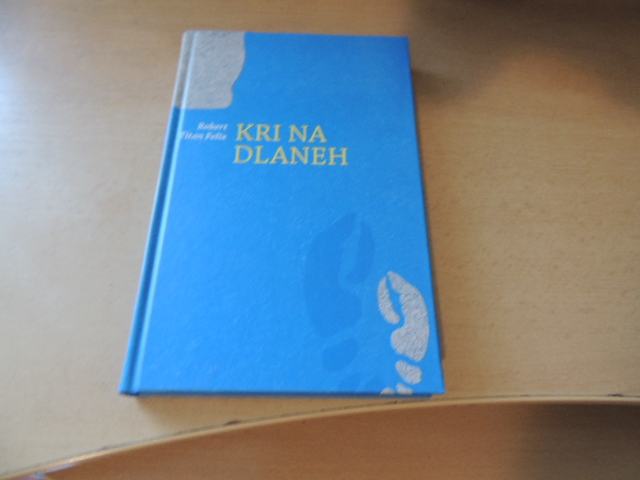 Robert
Titan Felix
KRI NA
DLANEH